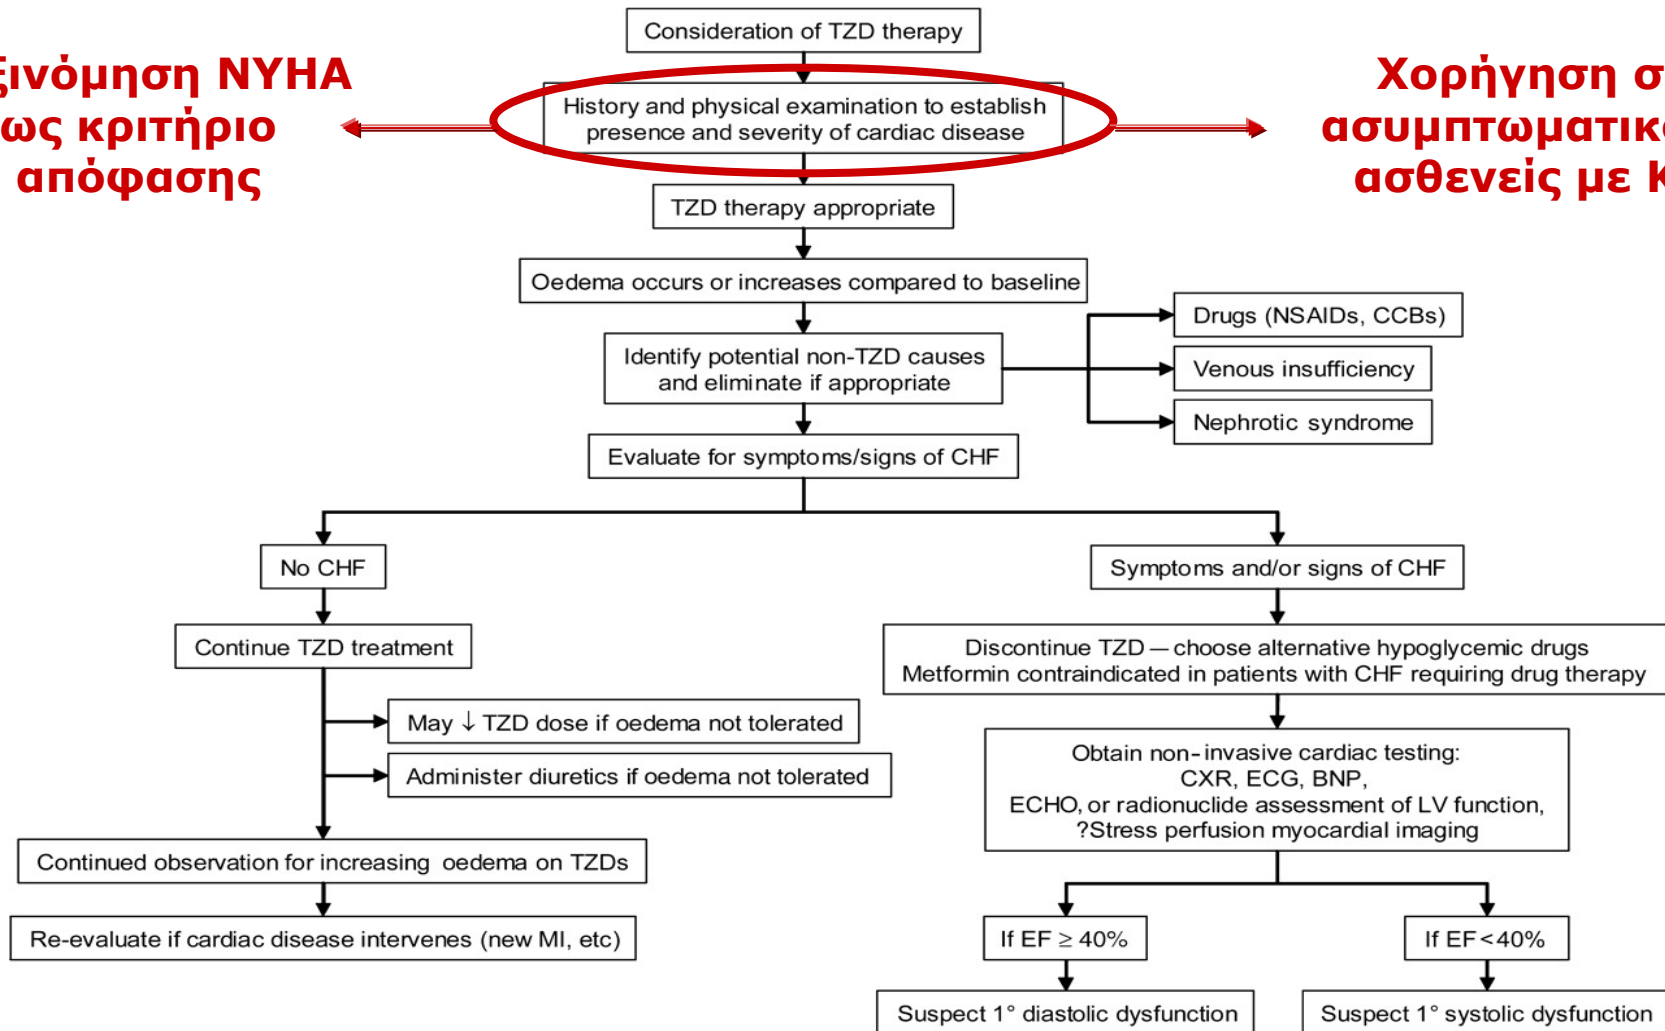 Consideration of TZD therapy
ξινόμηση NYHA
ως κριτήριο
απόφασης
History and physical examination to establish
presence and severity of cardiac disease
Χορήγηση σ
ασυμπτωματικ
ασθενείς με Κ
TZD therapy appropriate
Oedema occurs or increases compared to baseline
Identify potential non-TZD causes
and eliminate if appropriate
Drugs (NSAIDs, CCBs)
Venous insufficiency
Nephrotic syndrome
Evaluate for symptoms/signs of CHF
No CHF
Symptoms and/or signs of CHF
Continue TZD treatment
Discontinue TZD — choose alternative hypoglycemic drugs
Metformin contraindicated in patients with CHF requiring drug therapy
May ↓ TZD dose if oedema not tolerated
Administer diuretics if oedema not tolerated
Obtain non-invasive cardiac testing:
CXR, ECG, BNP,
ECHO, or radionuclide assessment of LV function,
?Stress perfusion myocardial imaging
Continued observation for increasing oedema on TZDs
Re-evaluate if cardiac disease intervenes (new MI, etc)
If EF ≥ 40%
If EF < 40%
Suspect 1° diastolic dysfunction
Suspect 1° systolic dysfunction